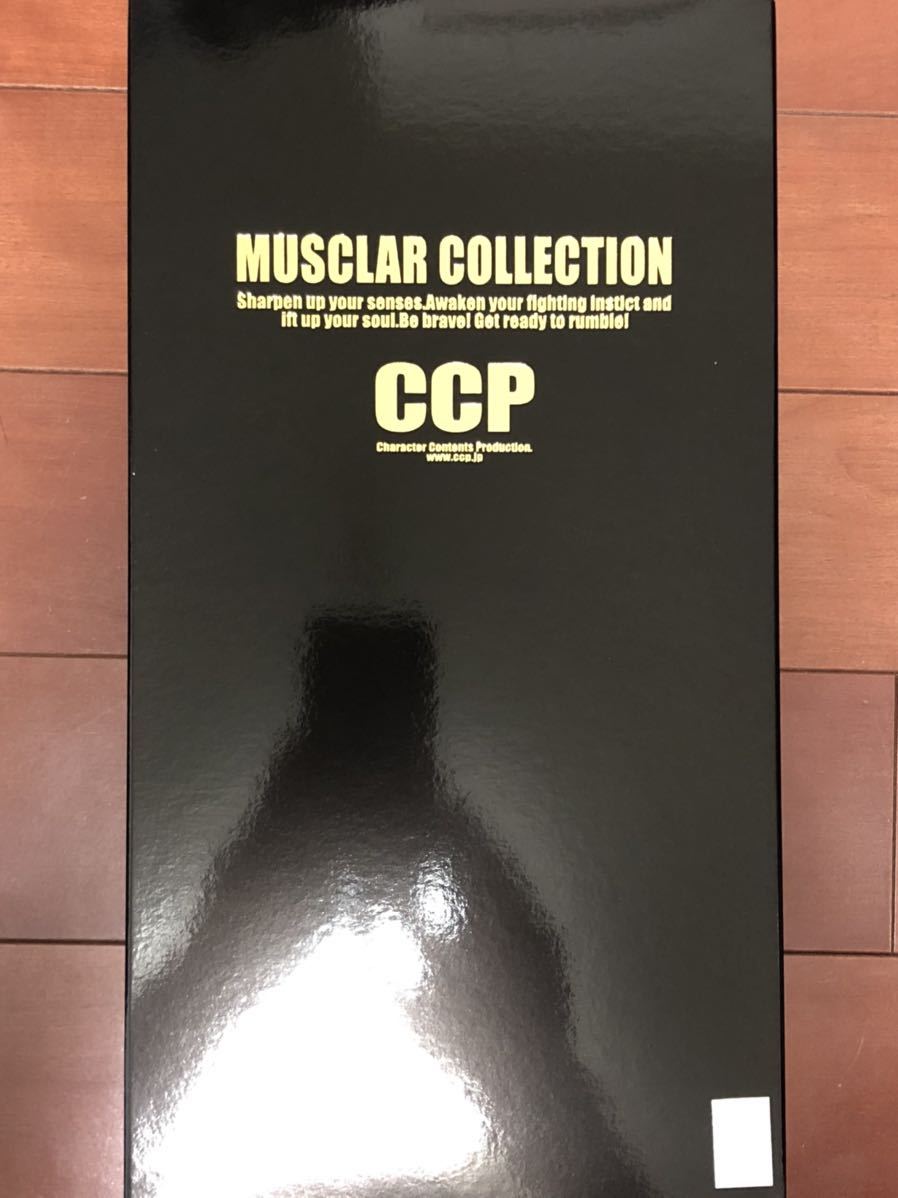 MUSCLAR COLLECTION
Sharpen up your senses.Awaken your fighting instict and
ift up your soul.Be brave! Get ready to rumble!
CCP
Character Contents Production.
www.ccp.jp